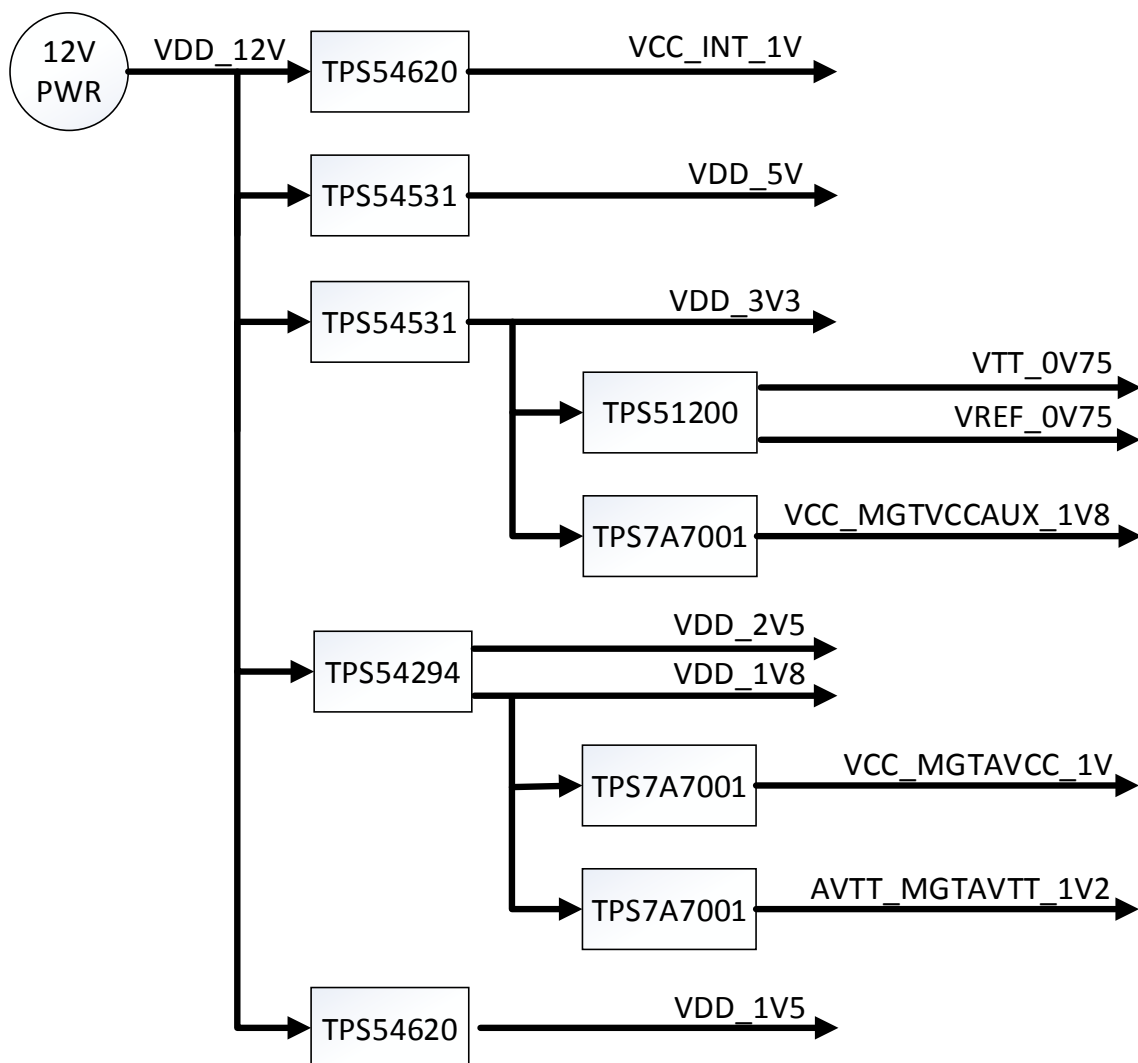 12V
PWR
VDD_12V
TPS54620
VCC_INT_1V
TPS54531
VDD_5V
TPS54531
VDD_3V3
TPS51200
VTT_0V75
VREF_0V75
TPS7A7001
VCC_MGTVCCAUX_1V8
TPS54294
VDD_2V5
VDD_1V8
TPS7A7001
VCC_MGTAVCC_1V
TPS7A7001
AVTT_MGTAVTT_1V2
TPS54620
VDD_1V5